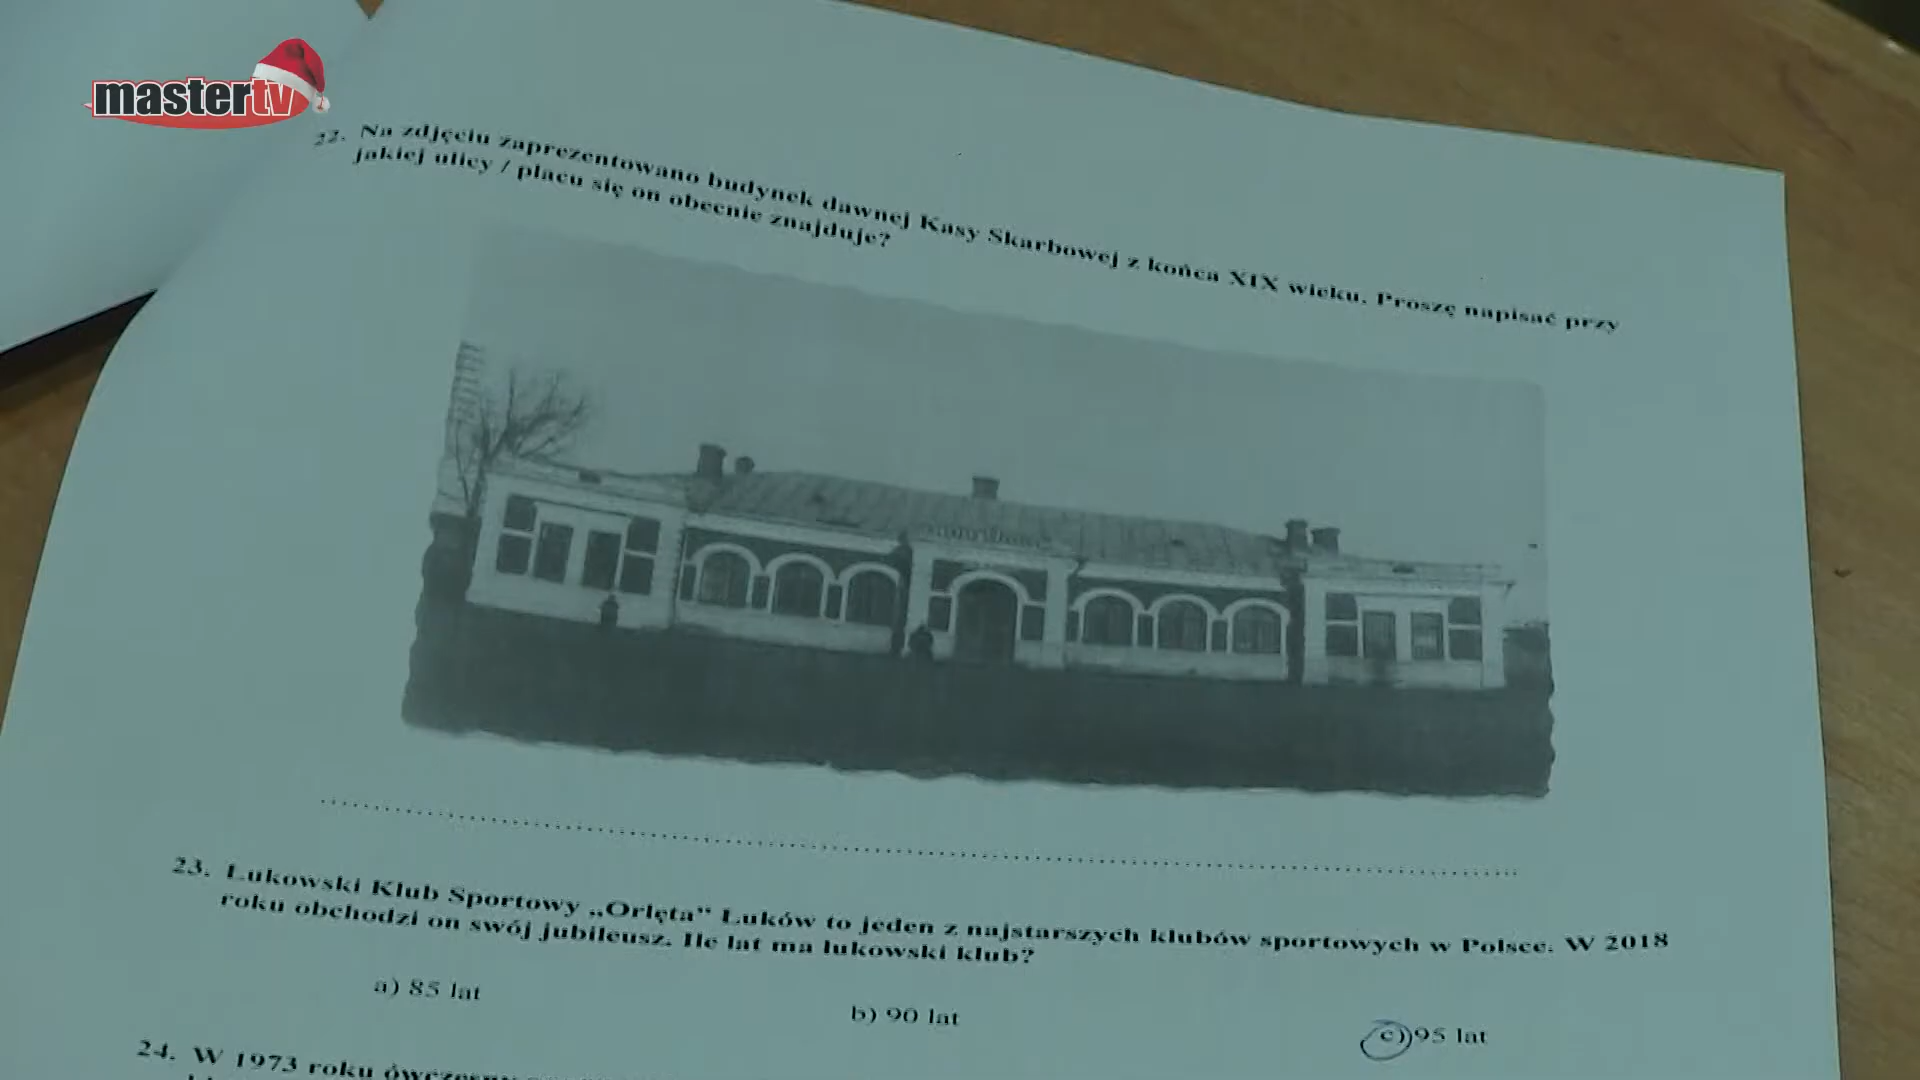 mastertv
22. Na zdjęciu zaprezentowano budynek dawnej Kasy Skarbowej z końca XIX wieku. Proszę napisać przy
jakiej ulicy / placu się on obecnie znajduje?
23. Łukowski Klub Sportowy „Orlęta” Łuków to jeden z najstarszych klubów sportowych w Polsce. W 2018
roku obchodzi on swój jubileusz. Ile lat ma łukowski klub?
a) 85 lat
b) 90 lat
c) 95 lat
24. W 1973 roku ówczesny